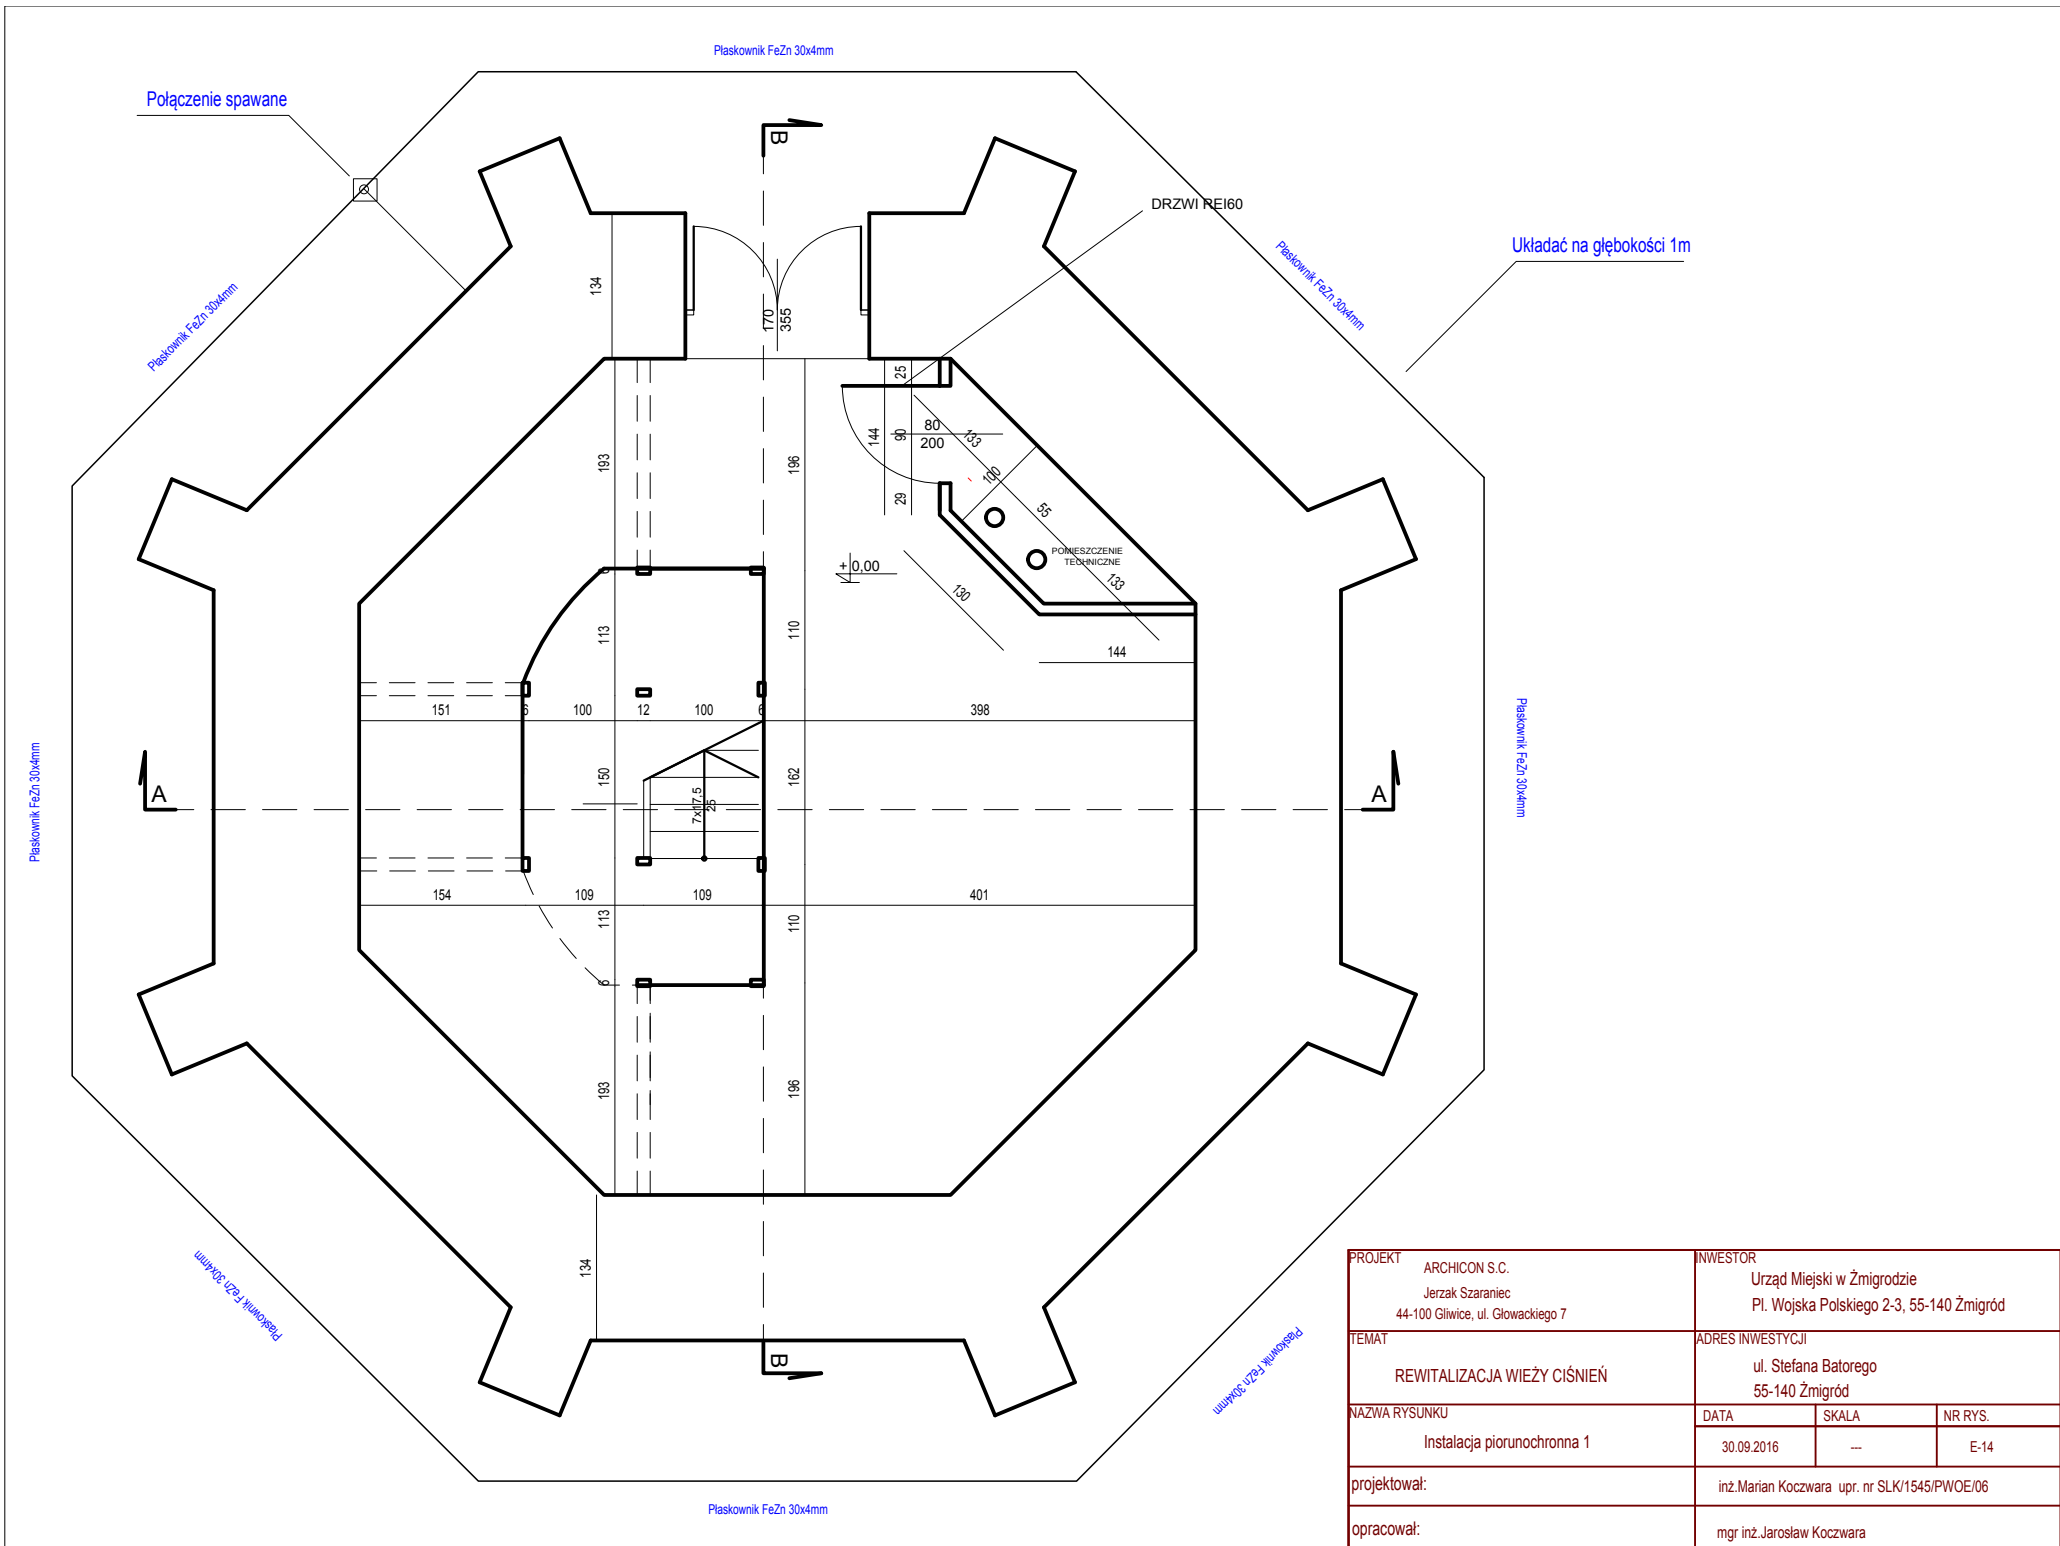 Płaskownik FeZn 30x4mm
Połączenie spawane
B
DRZWI REI60
Układać na głębokości 1m
Płaskownik FeZn 30x4mm
Płaskownik FeZn 30x4mm
134
170
355
25
144
90
80
200
133
193
196
100
29
55
POMIESZCZENIE
TECHNICZNE
+ 0,00
133
130
6
113
110
144
151
6
100
12
100
6
398
Płaskownik FeZn 30x4mm
Płaskownik FeZn 30x4mm
A
150
7x17,5
25
162
A
154
109
109
401
113
110
6
193
196
134
Płaskownik FeZn 30x4mm
Płaskownik FeZn 30x4mm
B
Płaskownik FeZn 30x4mm
PROJEKT
ARCHICON S.C.
Jerzak Szaraniec
44-100 Gliwice, ul. Głowackiego 7
INWESTOR
Urząd Miejski w Żmigrodzie
Pl. Wojska Polskiego 2-3, 55-140 Żmigród
TEMAT
REWITALIZACJA WIEŻY CIŚNIEŃ
ADRES INWESTYCJI
ul. Stefana Batorego
55-140 Żmigród
NAZWA RYSUNKU
Instalacja piorunochronna 1
DATA
SKALA
NR RYS.
30.09.2016
---
E-14
projektował:
inż.Marian Koczwara upr. nr SLK/1545/PWOE/06
opracował:
mgr inż.Jarosław Koczwara